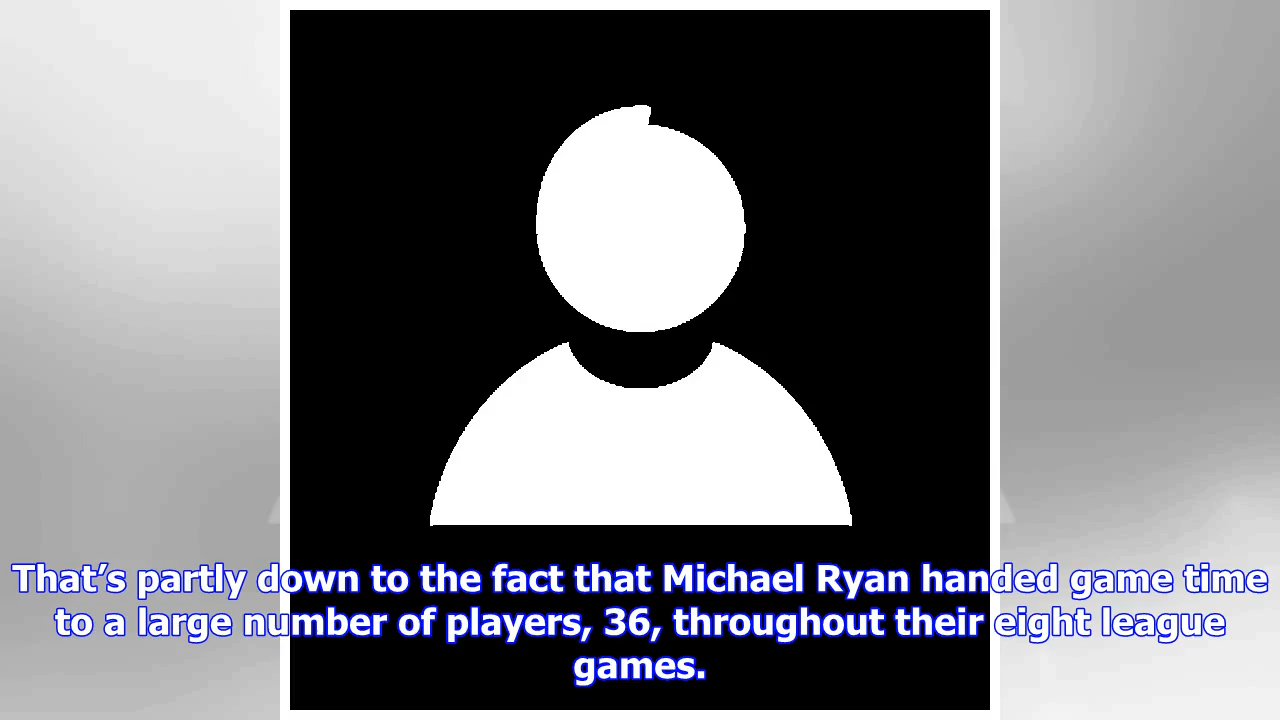 That’s partly down to the fact that Michael Ryan handed game time
to a large number of players, 36, throughout their eight league
games.